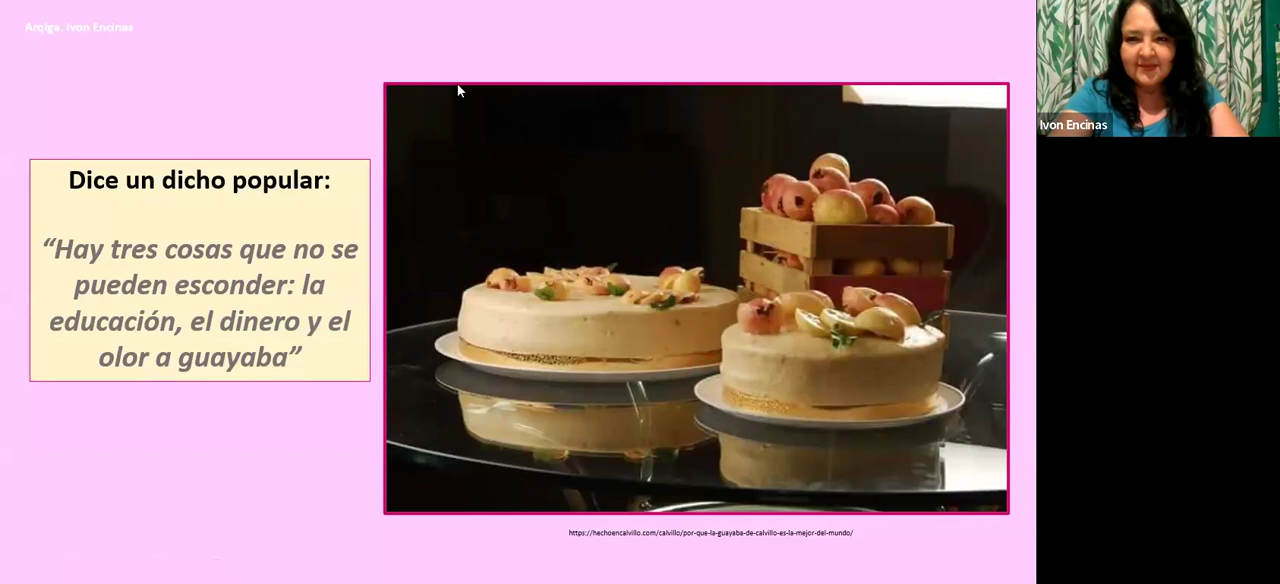 Arqlga. Ivon Encinas
Ivon Encinas
Dice un dicho popular:
“Hay tres cosas que no se
pueden esconder: la
educación, el dinero y el
olor a guayaba”
https://hechoencalvillo.com/calvillo/por-que-la-guayaba-de-calvillo-es-la-mejor-del-mundo/